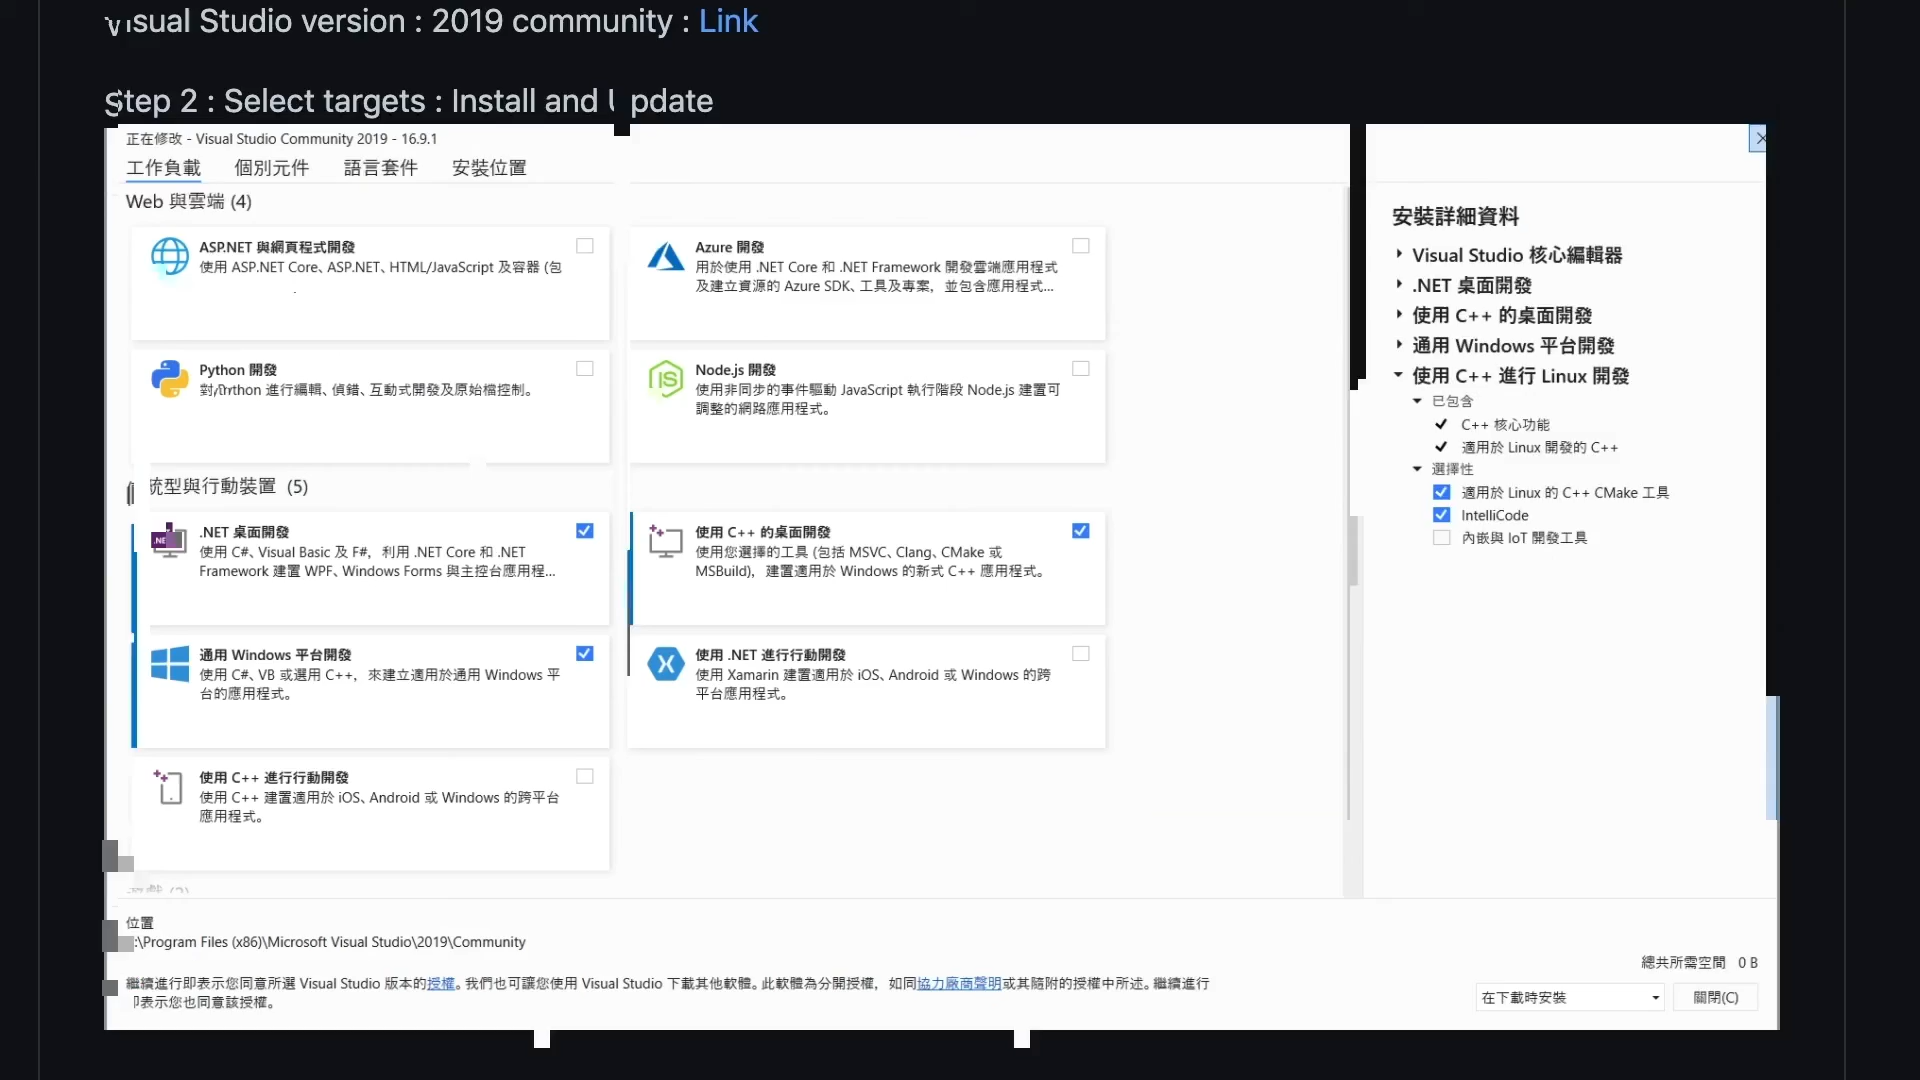 Visual Studio version : 2019 community : Link
Step 2 : Select targets : Install and Update
正在修改 - Visual Studio Community 2019 - 16.9.1
工作負載 個別元件 語言套件 安裝位置
Web 與雲端 (4)
ASP.NET 與網頁程式開發
使用 ASP.NET Core、ASP.NET、HTML/JavaScript 及容器 (包
Azure 開發
用於使用 .NET Core 和 .NET Framework 開發雲端應用程式
及建立資源的 Azure SDK、工具及專案，並包含應用程式...
Python 開發
進行編輯、偵錯、互動式開發及原始檔控制。
Node.js 開發
使用非同步的事件驅動 JavaScript 執行階段 Node.js 建置可
調整的網路應用程式。
統型與行動裝置 (5)
.NET 桌面開發
使用 C#、Visual Basic 及 F#，利用 .NET Core 和 .NET
Framework 建置 WPF、Windows Forms 與主控台應用程...
使用 C++ 的桌面開發
使用您選擇的工具 (包括 MSVC、Clang、CMake 或
MSBuild)，建置適用於 Windows 的新式 C++ 應用程式。
通用 Windows 平台開發
使用 C#、VB 或選用 C++，來建立適用於通用 Windows 平
台的應用程式。
使用 .NET 進行行動開發
使用 Xamarin 建置適用於 iOS、Android 或 Windows 的跨
平台應用程式。
使用 C++ 進行行動開發
使用 C++ 建置適用於 iOS、Android 或 Windows 的跨平台
應用程式。
位置
:\Program Files (x86)\Microsoft Visual Studio\2019\Community
繼續進行即表示您同意所選 Visual Studio 版本的授權。我們也可讓您使用 Visual Studio 下載其他軟體。此軟體為分開授權，如同協力廠商聲明或其隨附的授權中所述。繼續進行
即表示您也同意該授權。
安裝詳細資料
Visual Studio 核心編輯器
.NET 桌面開發
使用 C++ 的桌面開發
通用 Windows 平台開發
使用 C++ 進行 Linux 開發
已包含
C++ 核心功能
適用於 Linux 開發的 C++
選擇性
適用於 Linux 的 C++ CMake 工具
IntelliCode
內嵌與 IoT 開發工具
總共所需空間 0 B
在下載時安裝
關閉(C)